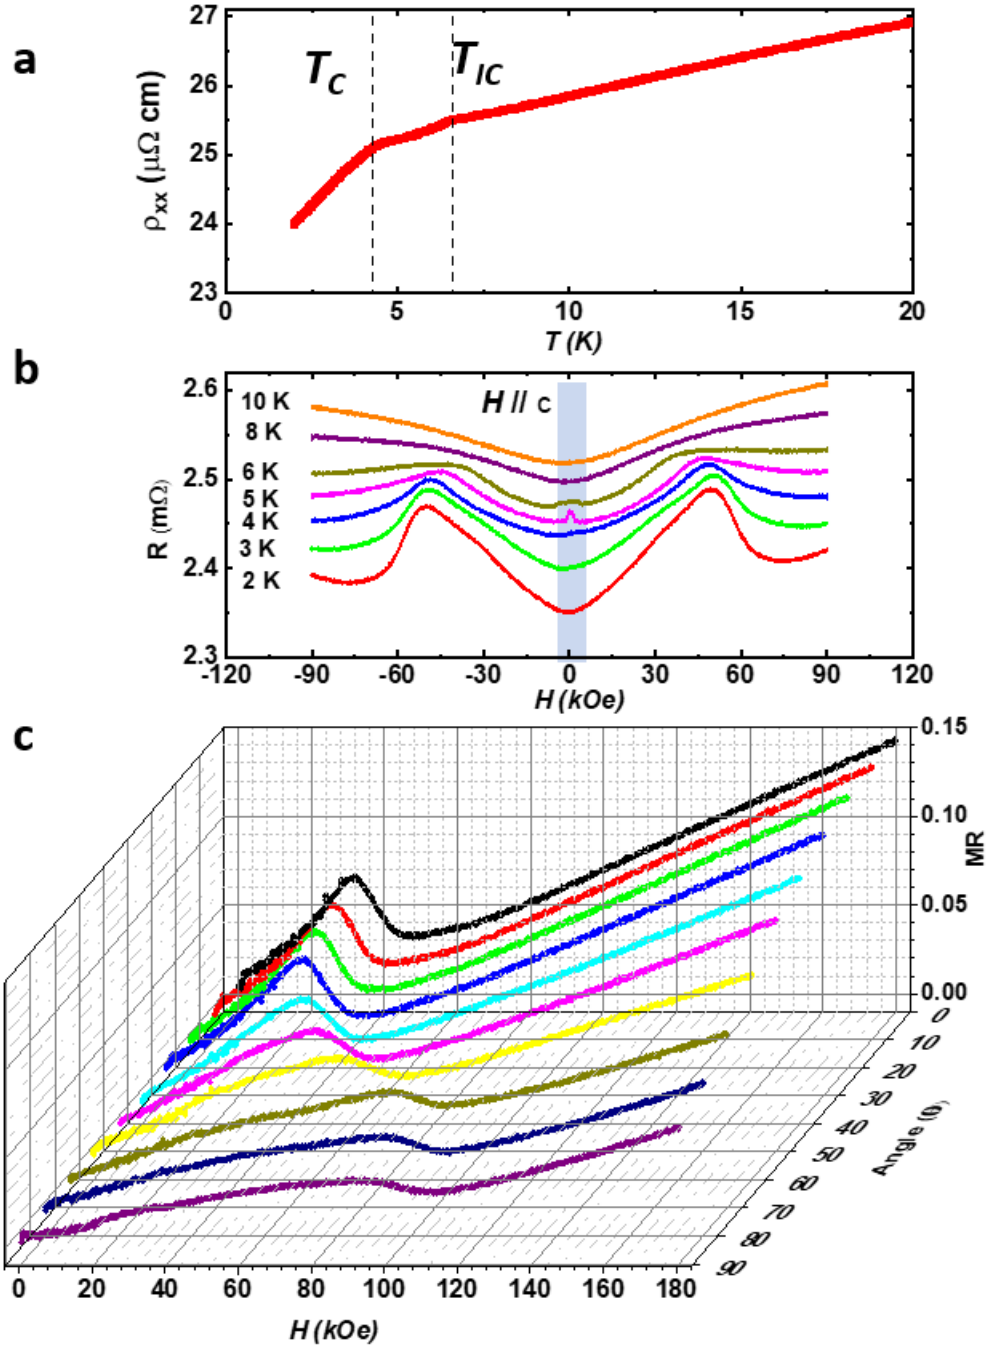 a
27
26
25
24
23
ρxx (μΩ cm)
TC
TIC
0
5
10
15
20
T (K)
b
2.6
2.5
2.4
2.3
R (mΩ)
H // c
10 K
8 K
6 K
5 K
4 K
3 K
2 K
-120
-90
-60
-30
0
30
60
90
120
H (kOe)
c
0.15
0.10
0.05
0.00
MR
0
10
20
30
40
50
60
70
80
90
Angle (θ)
0
20
40
60
80
100
120
140
160
180
H (kOe)